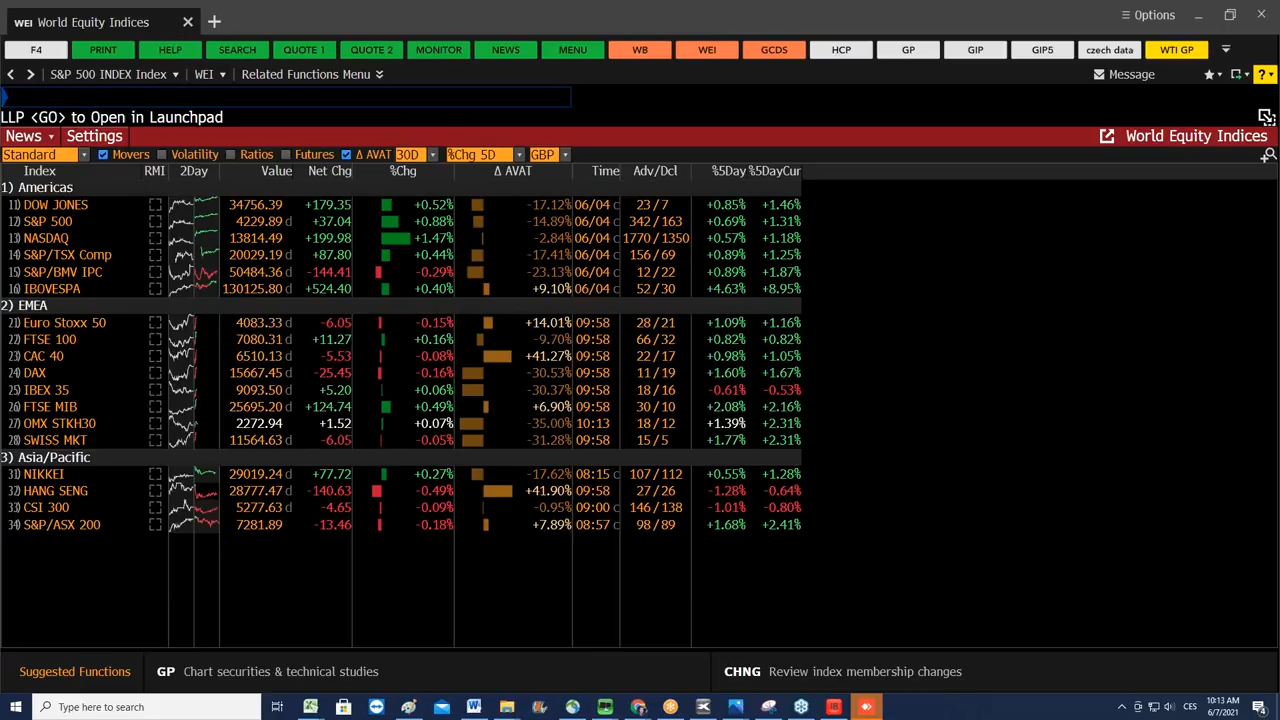 WEI World Equity Indices
Options
F4 PRINT HELP SEARCH QUOTE 1 QUOTE 2 MONITOR NEWS MENU WB WEI GCDS HCP GP GIP GIP5 czech data WTI GP
S&P 500 INDEX Index WEI Related Functions Menu Message ?
LLP <GO> to Open in Launchpad
News Settings World Equity Indices
Standard Movers Volatility Ratios Futures Δ AVAT 30D %Chg 5D GBP
Index RMI 2Day Value Net Chg %Chg Δ AVAT Time Adv/Dcl %5Day %5DayCur
1) Americas
11) DOW JONES 34756.39 +179.35 +0.52% -17.12% 06/04 c 23 / 7 +0.85% +1.46%
12) S&P 500 4229.89 d +37.04 +0.88% -14.89% 06/04 c 342 / 163 +0.69% +1.31%
13) NASDAQ 13814.49 +199.98 +1.47% -2.84% 06/04 c 1770 / 1350 +0.57% +1.18%
14) S&P/TSX Comp 20029.19 d +87.80 +0.44% -17.41% 06/04 c 156 / 69 +0.89% +1.25%
15) S&P/BMV IPC 50484.36 d -144.41 -0.29% -23.13% 06/04 c 12 / 22 +0.89% +1.87%
16) IBOVESPA 130125.80 d +524.40 +0.40% +9.10% 06/04 c 52 / 30 +4.63% +8.95%
2) EMEA
21) Euro Stoxx 50 4083.33 d -6.05 -0.15% +14.01% 09:58 28 / 21 +1.09% +1.16%
22) FTSE 100 7080.31 d +11.27 +0.16% -9.70% 09:58 66 / 32 +0.82% +0.82%
23) CAC 40 6510.13 d -5.53 -0.08% +41.27% 09:58 22 / 17 +0.98% +1.05%
24) DAX 15667.45 d -25.45 -0.16% -30.53% 09:58 11 / 19 +1.60% +1.67%
25) IBEX 35 9093.50 d +5.20 +0.06% -30.37% 09:58 18 / 16 -0.61% -0.53%
26) FTSE MIB 25695.20 d +124.74 +0.49% +6.90% 09:58 30 / 10 +2.08% +2.16%
27) OMX STKH30 2272.94 +1.52 +0.07% -35.00% 10:13 18 / 12 +1.39% +2.31%
28) SWISS MKT 11564.63 d -6.05 -0.05% -31.28% 09:58 15 / 5 +1.77% +2.31%
3) Asia/Pacific
31) NIKKEI 29019.24 d +77.72 +0.27% -17.62% 08:15 c 107 / 112 +0.55% +1.28%
32) HANG SENG 28777.47 d -140.63 -0.49% +41.90% 09:58 27 / 26 -1.28% -0.64%
33) CSI 300 5277.63 d -4.65 -0.09% -0.95% 09:00 c 146 / 138 -1.01% -0.80%
34) S&P/ASX 200 7281.89 -13.46 -0.18% +7.89% 08:57 c 98 / 89 +1.68% +2.41%
Suggested Functions GP Chart securities & technical studies CHNG Review index membership changes
Type here to search CES 10:13 AM
6/7/2021